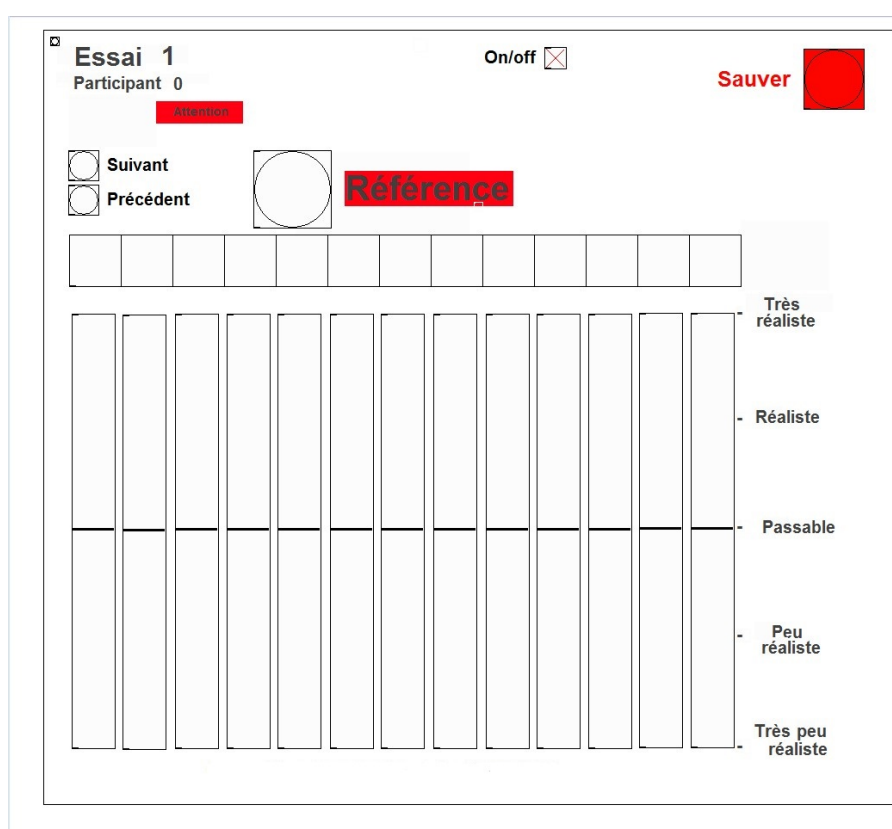 Essai 1
On/off
Participant 0
Sauver
Attention
Suivant
Précédent
Référence
Très
réaliste
Réaliste
Passable
Peu
réaliste
Très peu
réaliste